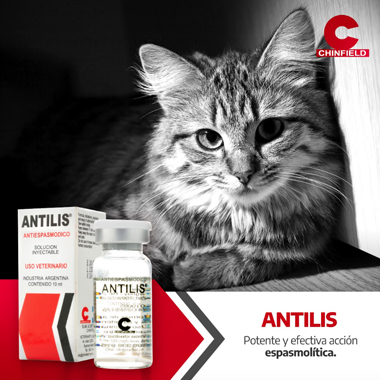 C
CHINFIELD
ANTILIS®
ANTIESPASMODICO
SOLUCION
INYECTABLE
USO VETERINARIO
INDUSTRIA ARGENTINA
CONTENIDO 10 ml
ANTIESPASMODICO
ANTILIS®
C
ANTILIS
Potente y efectiva acción
espasmolítica.